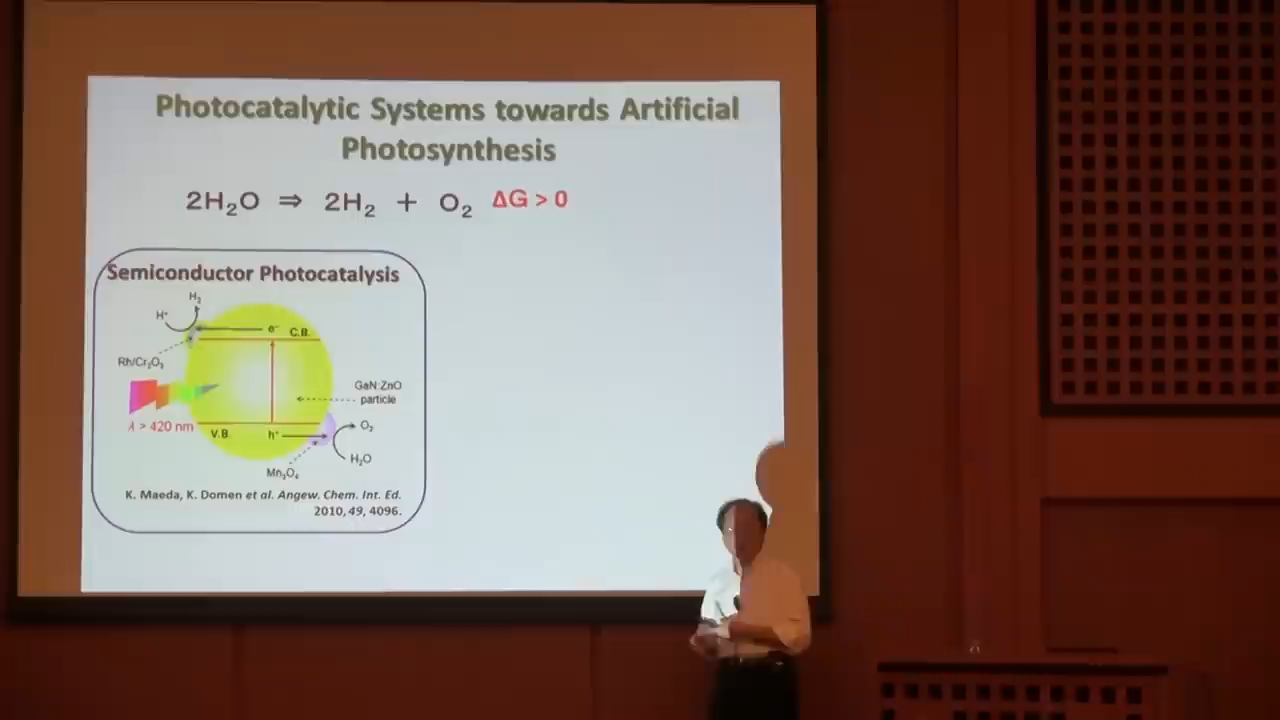 Photocatalytic Systems towards Artificial
Photosynthesis
2H₂O ⇒ 2H₂ + O₂ ΔG > 0
Semiconductor Photocatalysis
H₂
H⁺
e⁻ C.B.
Rh/Cr₂O₃
GaN:ZnO
particle
λ > 420 nm
V.B. h⁺
O₂
H₂O
Mn₃O₄
K. Maeda, K. Domen et al. Angew. Chem. Int. Ed.
2010, 49, 4096.